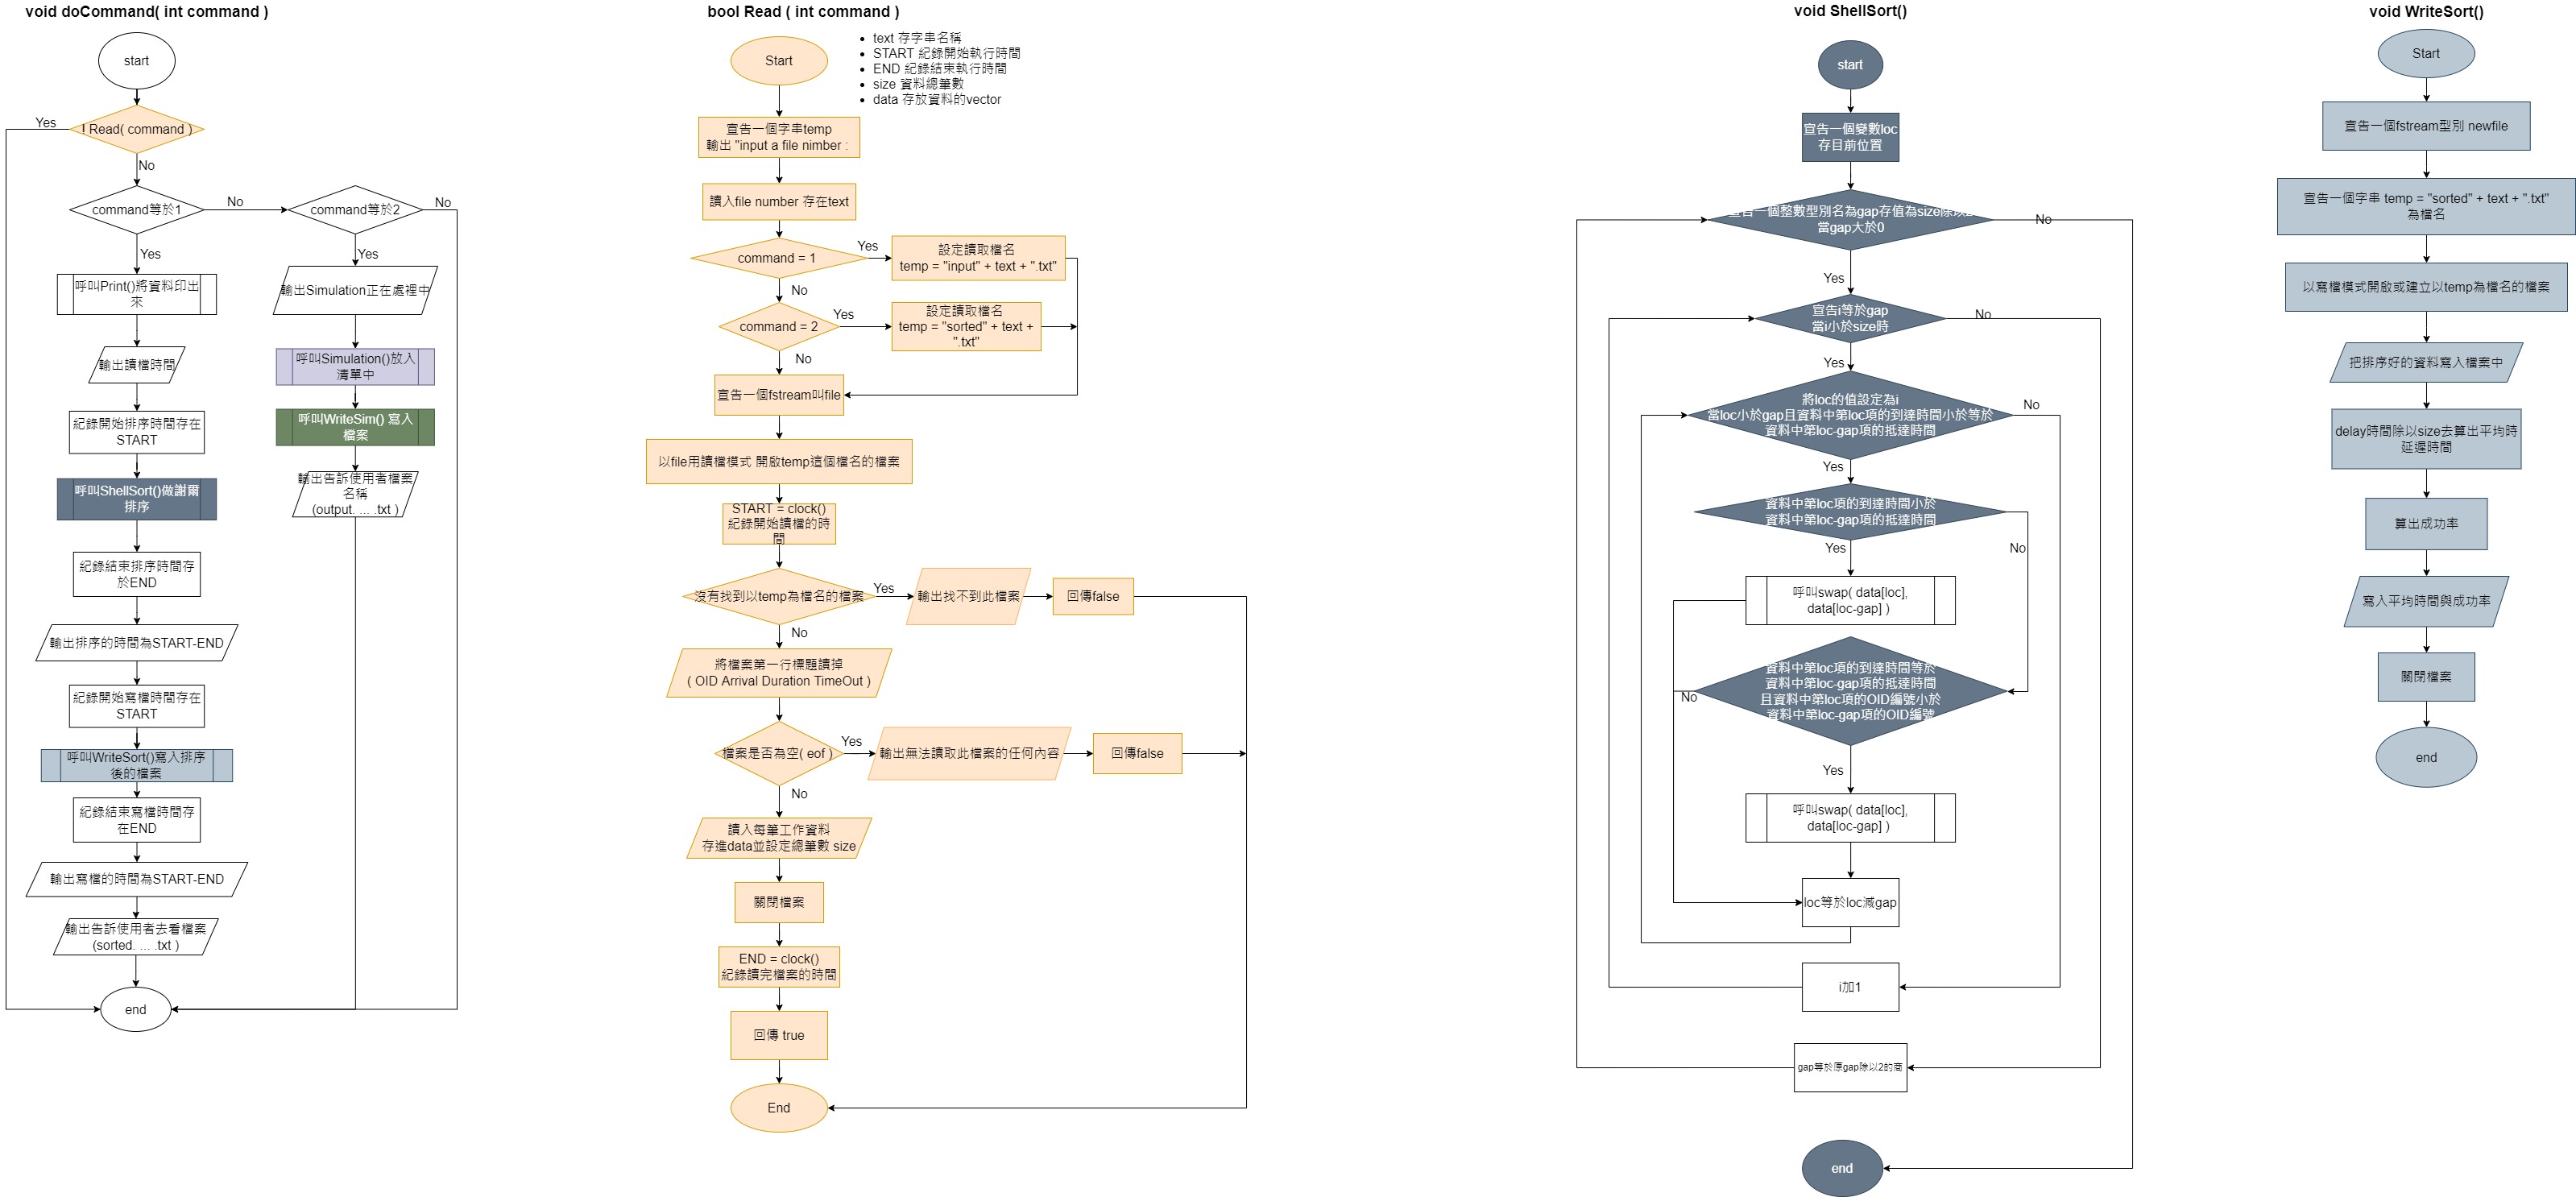 void doCommand( int command )
start
! Read( command )
Yes
No
command等於1
No
command等於2
No
Yes
Yes
呼叫Print()將資料印出
來
輸出Simulation正在處裡中
輸出讀檔時間
呼叫Simulation()放入
清單中
紀錄開始排序時間存在
START
呼叫WriteSim() 寫入
檔案
呼叫ShellSort()做謝爾
排序
輸出告訴使用者檔案
名稱
(output. ... .txt )
紀錄結束排序時間存
於END
輸出排序的時間為START-END
紀錄開始寫檔時間存在
START
呼叫WriteSort()寫入排序
後的檔案
紀錄結束寫檔時間存
在END
輸出寫檔的時間為START-END
輸出告訴使用者去看檔案
(sorted. ... .txt )
end
bool Read ( int command )
Start
• text 存字串名稱
• START 紀錄開始執行時間
• END 紀錄結束執行時間
• size 資料總筆數
• data 存放資料的vector
宣告一個字串temp
輸出 "input a file nimber :
讀入file number 存在text
command = 1
Yes
設定讀取檔名
temp = "input" + text + ".txt"
No
command = 2
Yes
設定讀取檔名
temp = "sorted" + text +
".txt"
No
宣告一個fstream叫file
以file用讀檔模式 開啟temp這個檔名的檔案
START = clock()
紀錄開始讀檔的時
間
沒有找到以temp為檔名的檔案
Yes
輸出找不到此檔案
回傳false
No
將檔案第一行標題讀掉
( OID Arrival Duration TimeOut )
檔案是否為空( eof )
Yes
輸出無法讀取此檔案的任何內容
回傳false
No
讀入每筆工作資料
存進data並設定總筆數 size
關閉檔案
END = clock()
紀錄讀完檔案的時間
回傳 true
End
void ShellSort()
start
宣告一個變數loc
存目前位置
宣告一個整數型別名為gap存值為size除以
當gap大於0
No
Yes
宣告i等於gap
當i小於size時
No
Yes
將loc的值設定為i
當loc小於gap且資料中第loc項的到達時間小於等於
資料中第loc-gap項的抵達時間
No
Yes
資料中第loc項的到達時間小於
資料中第loc-gap項的抵達時間
Yes
No
呼叫swap( data[loc],
data[loc-gap] )
資料中第loc項的到達時間等於
資料中第loc-gap項的抵達時間
且資料中第loc項的OID編號小於
資料中第loc-gap項的OID編號
No
Yes
呼叫swap( data[loc],
data[loc-gap] )
loc等於loc減gap
i加1
gap等於原gap除以2的商
end
void WriteSort()
Start
宣告一個fstream型別 newfile
宣告一個字串 temp = "sorted" + text + ".txt"
為檔名
以寫檔模式開啟或建立以temp為檔名的檔案
把排序好的資料寫入檔案中
delay時間除以size去算出平均時
延遲時間
算出成功率
寫入平均時間與成功率
關閉檔案
end